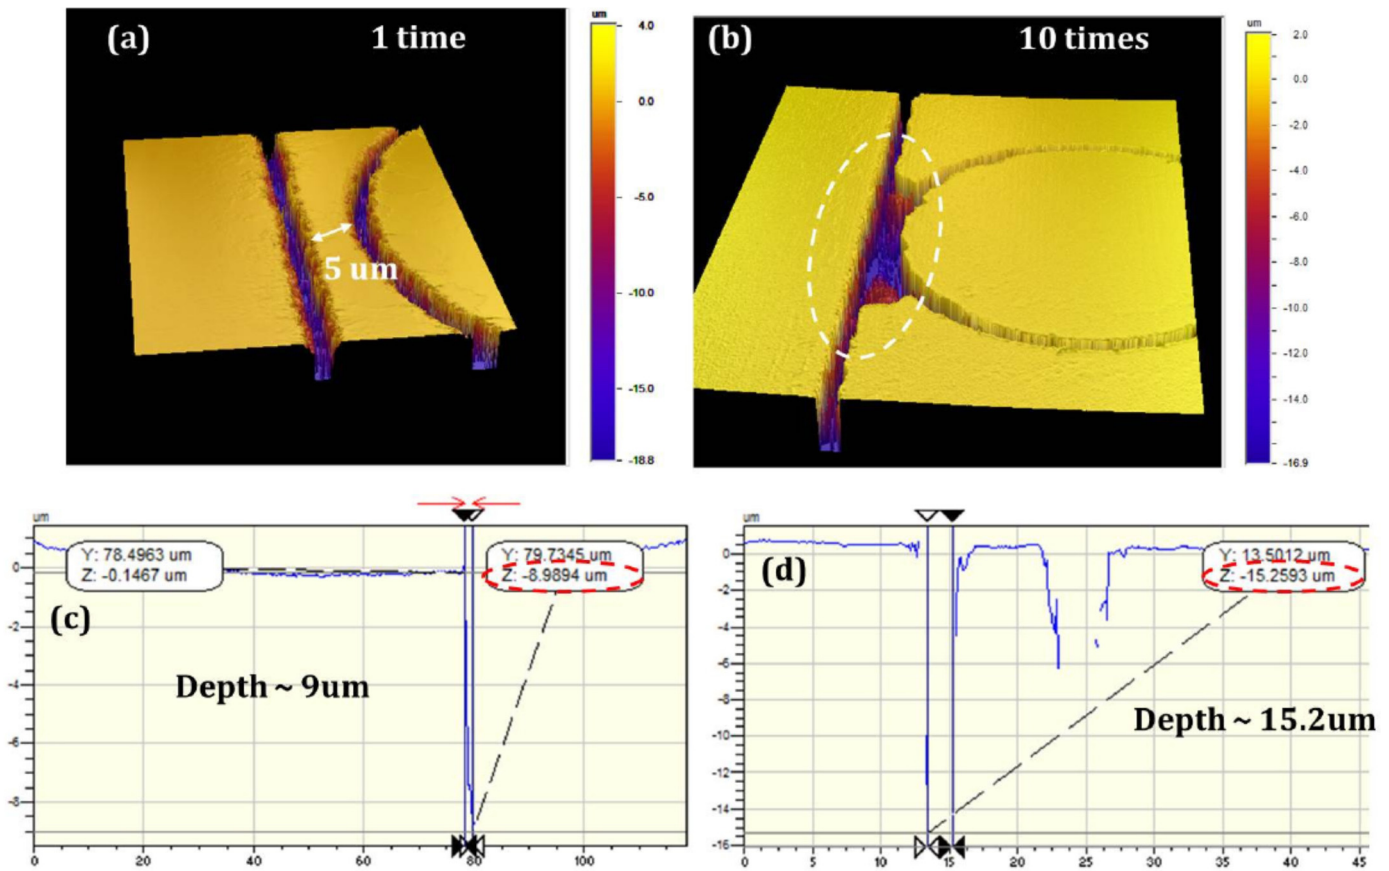 (a)
1 time
um
4.0
0.0
-5.0
-10.0
-15.0
-18.8
5 um
(b)
10 times
um
2.0
0.0
-2.0
-4.0
-6.0
-8.0
-10.0
-12.0
-14.0
-16.9
um
Y: 78.4963 um
Z: -0.1467 um
Y: 79.7345 um
Z: -8.9894 um
(c)
Depth ~ 9um
0
-2
-4
-6
-8
0
20
40
60
80
100
um
(d)
Y: 13.5012 um
Z: -15.2593 um
Depth ~ 15.2um
0
-2
-4
-6
-10
-12
-14
-16
0
5
10
15
20
25
30
35
40
45